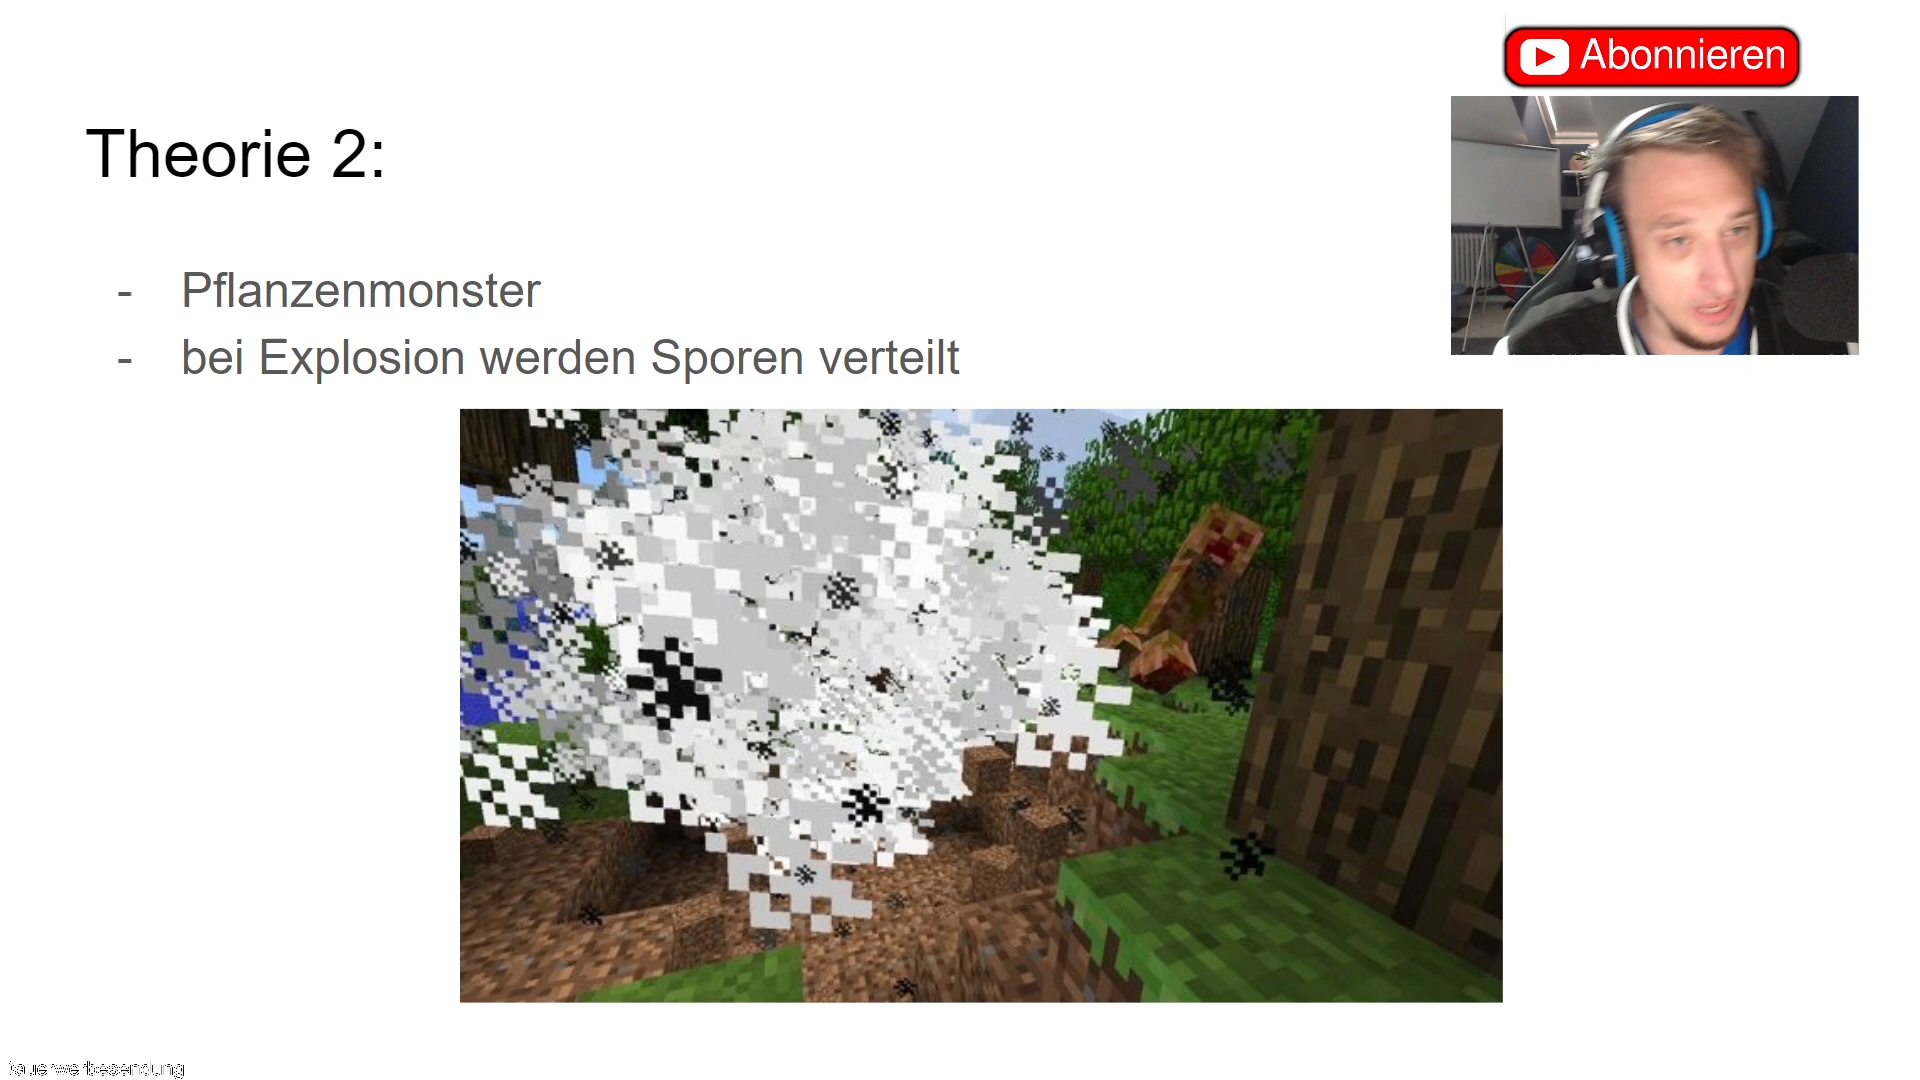 Abonnieren
Theorie 2:
- Pflanzenmonster
- bei Explosion werden Sporen verteilt